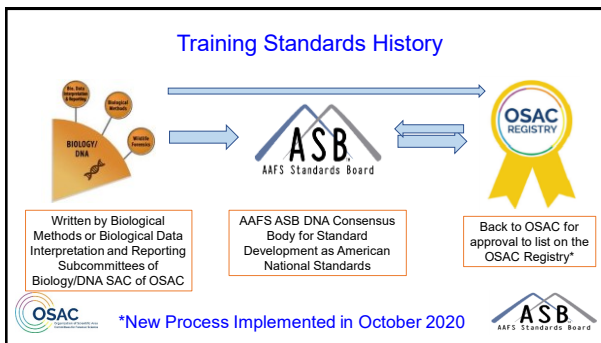 Training Standards History
Bio. Data
Interpretation
& Reporting
Biological
Methods
Wildlife
Forensics
BIOLOGY/
DNA
ASB
AAFS Standards Board
OSAC
REGISTRY
Written by Biological
Methods or Biological Data
Interpretation and Reporting
Subcommittees of
Biology/DNA SAC of OSAC
AAFS ASB DNA Consensus
Body for Standard
Development as American
National Standards
Back to OSAC for
approval to list on the
OSAC Registry*
OSAC
Organization of Scientific Area
Committees for Forensic Science
*New Process Implemented in October 2020
ASB
AAFS Standards Board